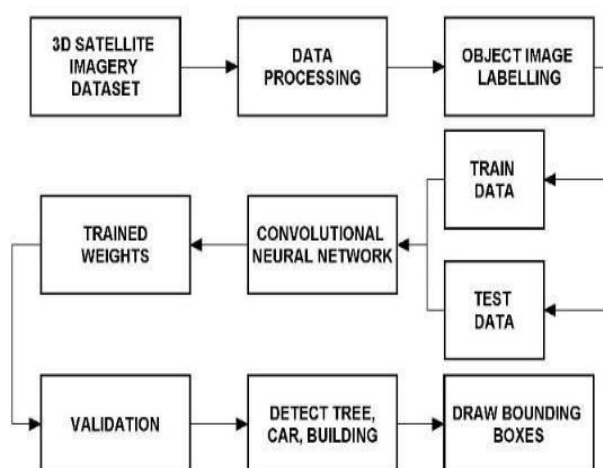 3D SATELLITE
IMAGERY
DATASET
DATA
PROCESSING
OBJECT IMAGE
LABELLING
TRAIN
DATA
TEST
DATA
CONVOLUTIONAL
NEURAL NETWORK
TRAINED
WEIGHTS
VALIDATION
DETECT TREE,
CAR, BUILDING
DRAW BOUNDING
BOXES